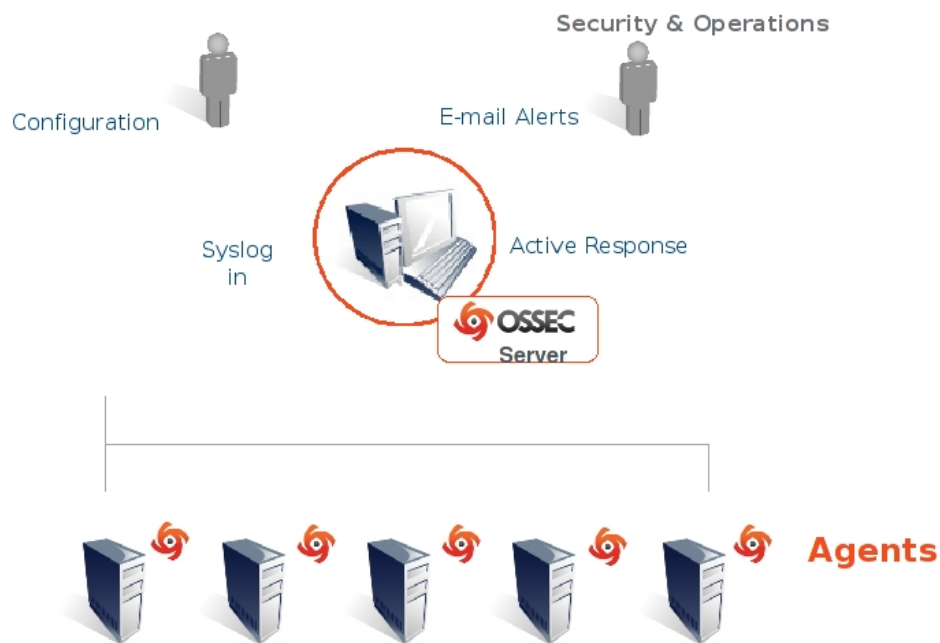 Security & Operations
Configuration
E-mail Alerts
Syslog
in
Active Response
OSSEC
Server
Agents